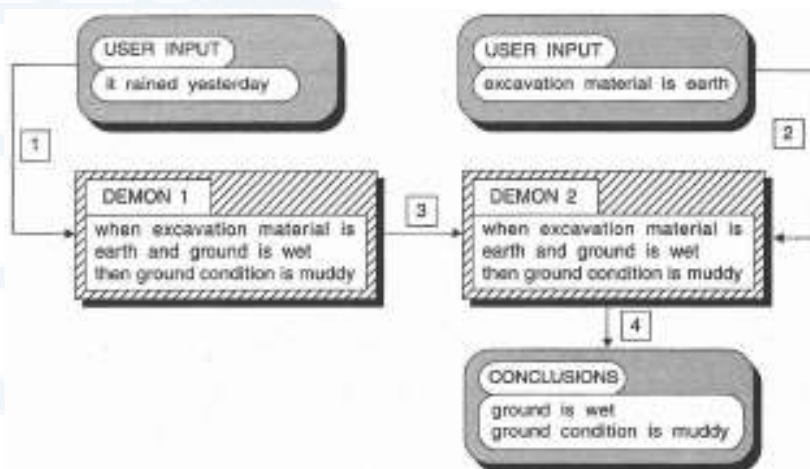 USER INPUT
it rained yesterday
USER INPUT
excavation material is earth
1
2
DEMON 1
when excavation material is
earth and ground is wet
then ground condition is muddy
3
DEMON 2
when excavation material is
earth and ground is wet
then ground condition is muddy
4
CONCLUSIONS
ground is wet
ground condition is muddy